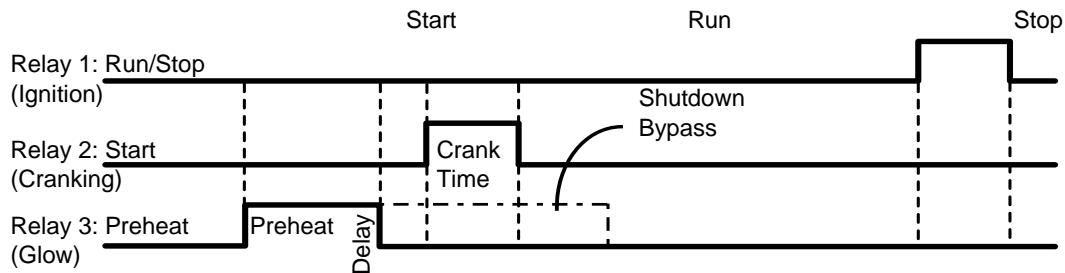 Start Run Stop
Relay 1: Run/Stop
(Ignition)
Shutdown
Bypass
Relay 2: Start
(Cranking)
Crank
Time
Relay 3: Preheat
(Glow)
Preheat
Delay